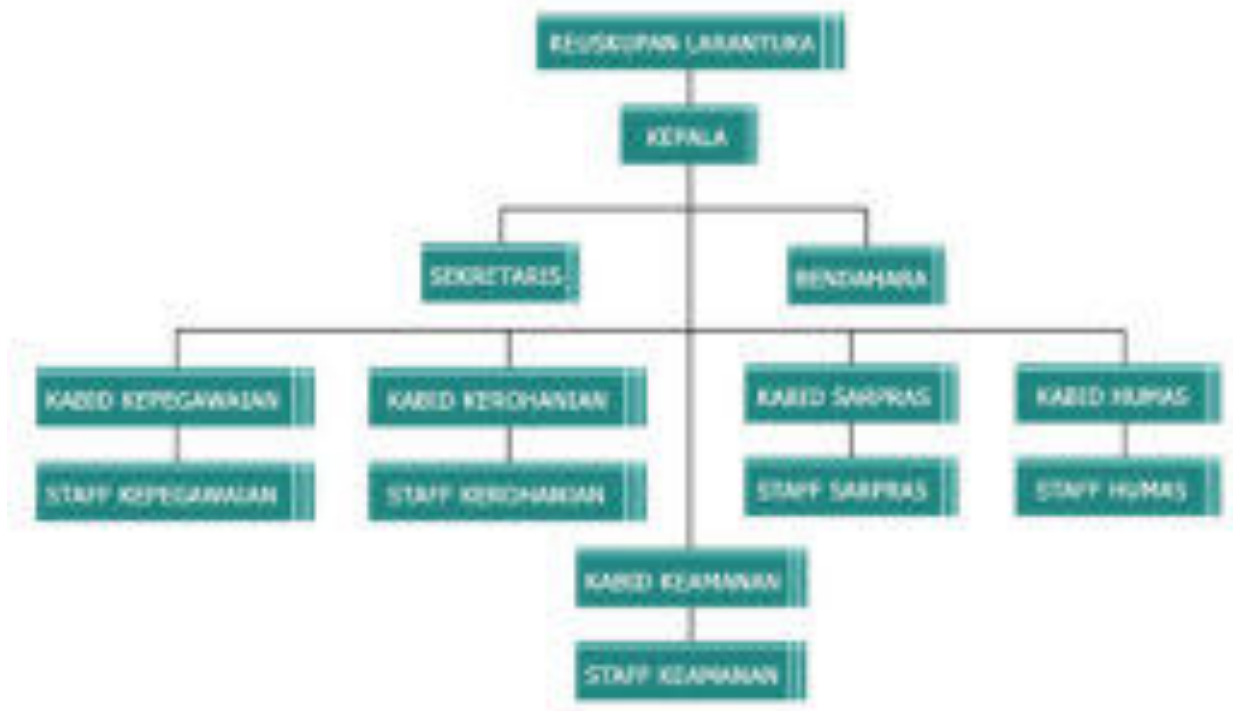 KEUSKUPAN LARANTUKA
KEPALA
SEKRETARIS
BENDAHARA
KABID KEPEGAWAIAN
KABID KEROHANIAN
KABID SARPRAS
KABID HUMAS
STAFF KEPEGAWAIAN
STAFF KEROHANIAN
STAFF SARPRAS
STAFF HUMAS
KABID KEAMANAN
STAFF KEAMANAN